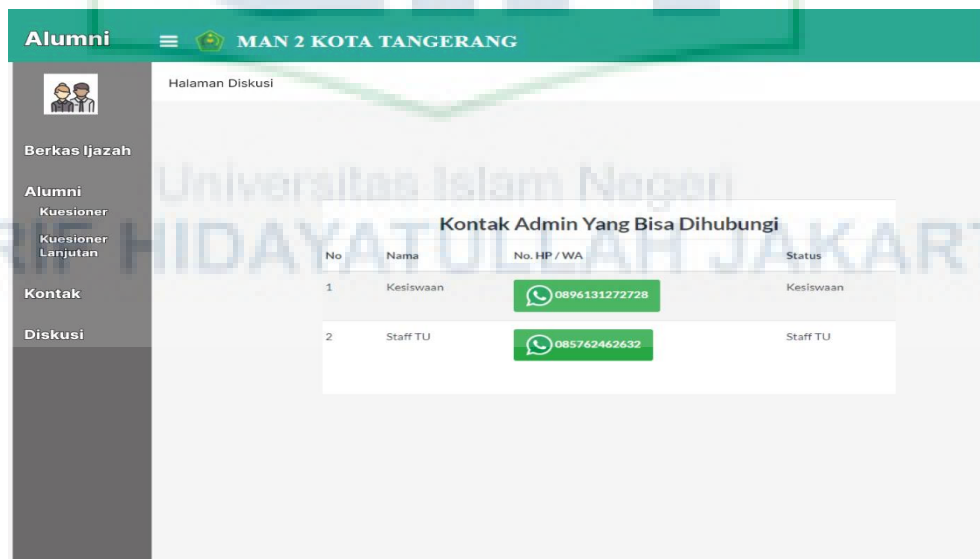 Alumni
MAN 2 KOTA TANGERANG
Halaman Diskusi
Berkas Ijazah
Alumni
Kuesioner
Kuesioner
Lanjutan
Kontak
Diskusi
Universitas Islam Negeri
RIF HIDAYATULLAH JAKART
Kontak Admin Yang Bisa Dihubungi
No Nama No. HP / WA Status
1 Kesiswaan 0896131272728 Kesiswaan
2 Staff TU 085762462632 Staff TU